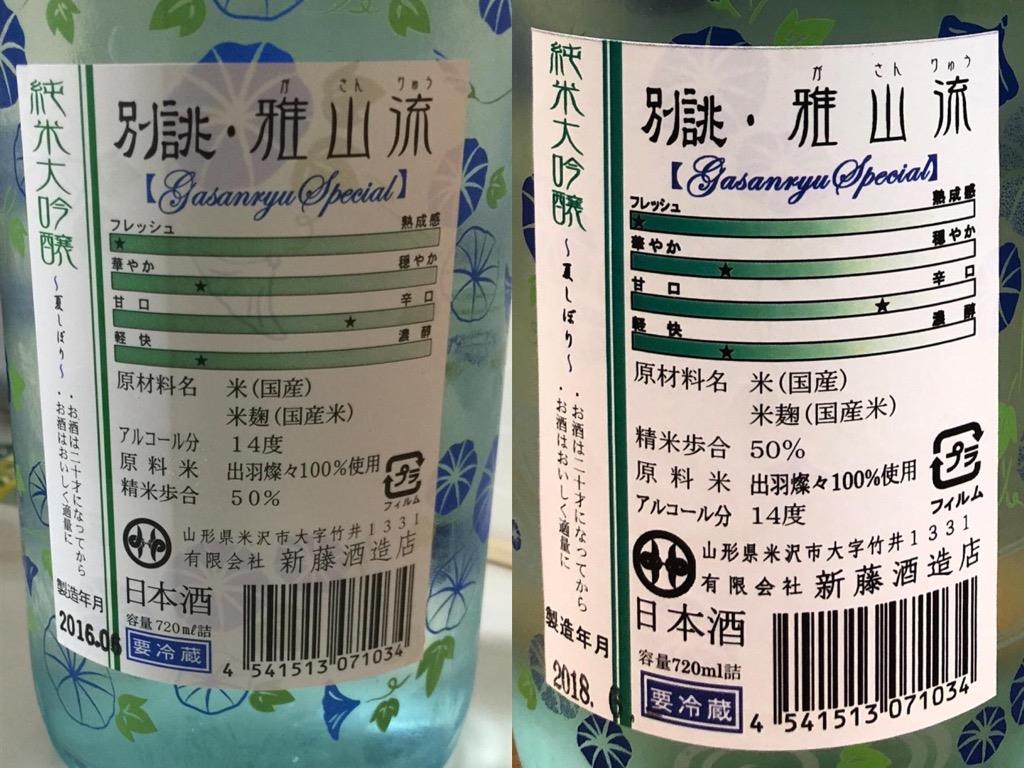 純米大吟醸 ~夏しぼり~
・お酒は二十才になってから
・お酒はおいしく適量に
製造年月
2016.06
がさんりゅう
別誂・雅山流
【Gasanryu Special】
フレッシュ 熟成感
★
華やか 穏やか
★
甘口 辛口
★
軽快 濃醇
★
原材料名 米(国産)
米麹(国産米)
アルコール分 14度
原料米 出羽燦々100%使用
精米歩合 50%
プラ
フィルム
山形県米沢市大字竹井1331
有限会社 新藤酒造店
日本酒
容量720ml詰
要冷蔵
4 541513 071034
純米大吟醸 ~夏しぼり~
・お酒は二十才になってから
・お酒はおいしく適量に
製造年月
2018. 6.
がさんりゅう
別誂・雅山流
【Gasanryu Special】
フレッシュ 熟成感
★
華やか 穏やか
★
甘口 辛口
★
軽快 濃醇
★
原材料名 米(国産)
米麹(国産米)
精米歩合 50%
原料米 出羽燦々100%使用
アルコール分 14度
プラ
フィルム
山形県米沢市大字竹井1331
有限会社 新藤酒造店
日本酒
容量720ml詰
要冷蔵
4 541513 071034